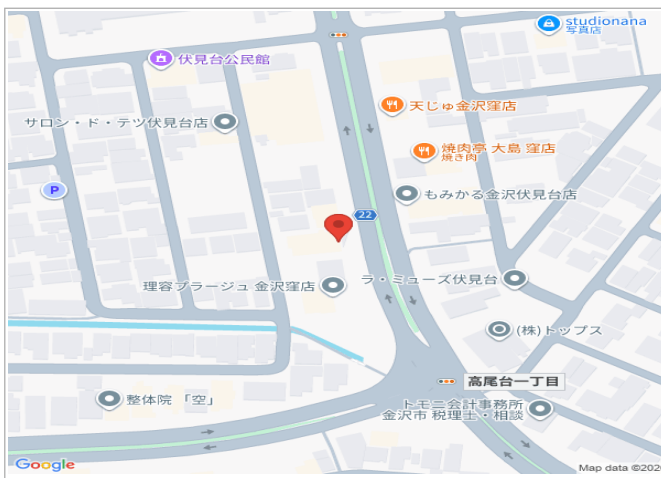 studionana
写真店
伏見台公民館
天じゅ金沢窪店
サロン・ド・テツ伏見台店
焼肉亭 大島 窪店
焼き肉
P
もみかる金沢伏見台店
22
ラ・ミューズ伏見台
理容プラージュ 金沢窪店
(株)トップス
高尾台一丁目
整体院 「空」
トモニ会計事務所
金沢市 税理士・相談
Google
Map data ©2026